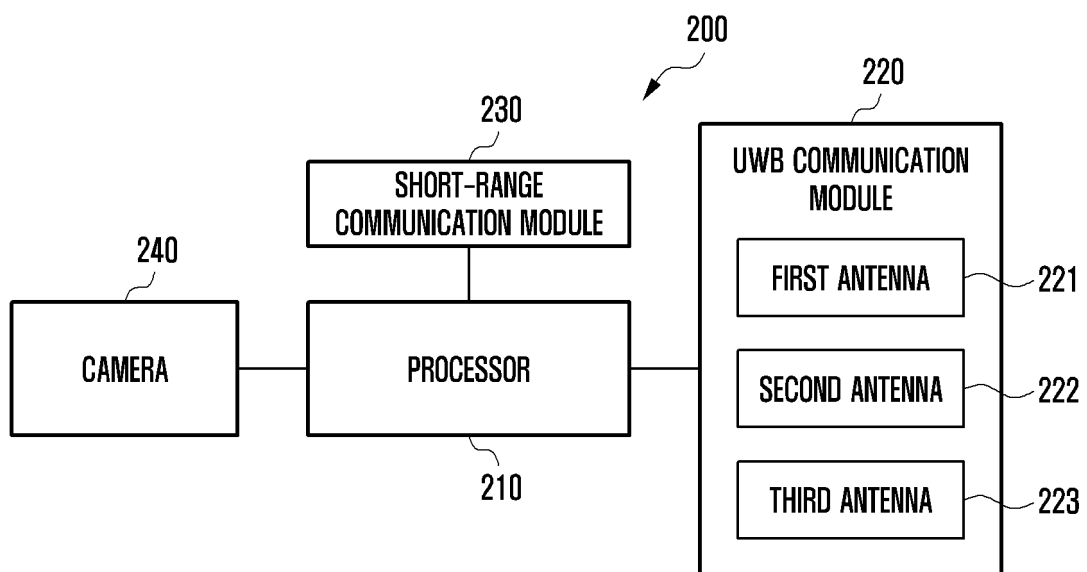 200
230
220
SHORT-RANGE
COMMUNICATION MODULE
UWB COMMUNICATION
MODULE
240
FIRST ANTENNA
221
CAMERA
PROCESSOR
SECOND ANTENNA
222
210
THIRD ANTENNA
223